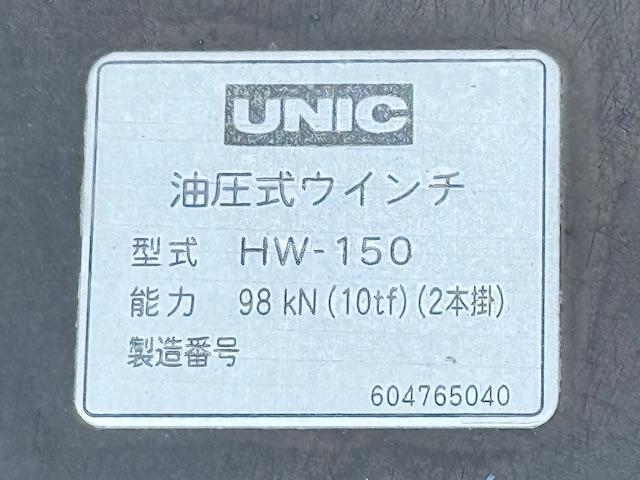 UNIC
油圧式ウインチ
型式 HW-150
能力 98 kN (10tf) (2本掛)
製造番号
604765040